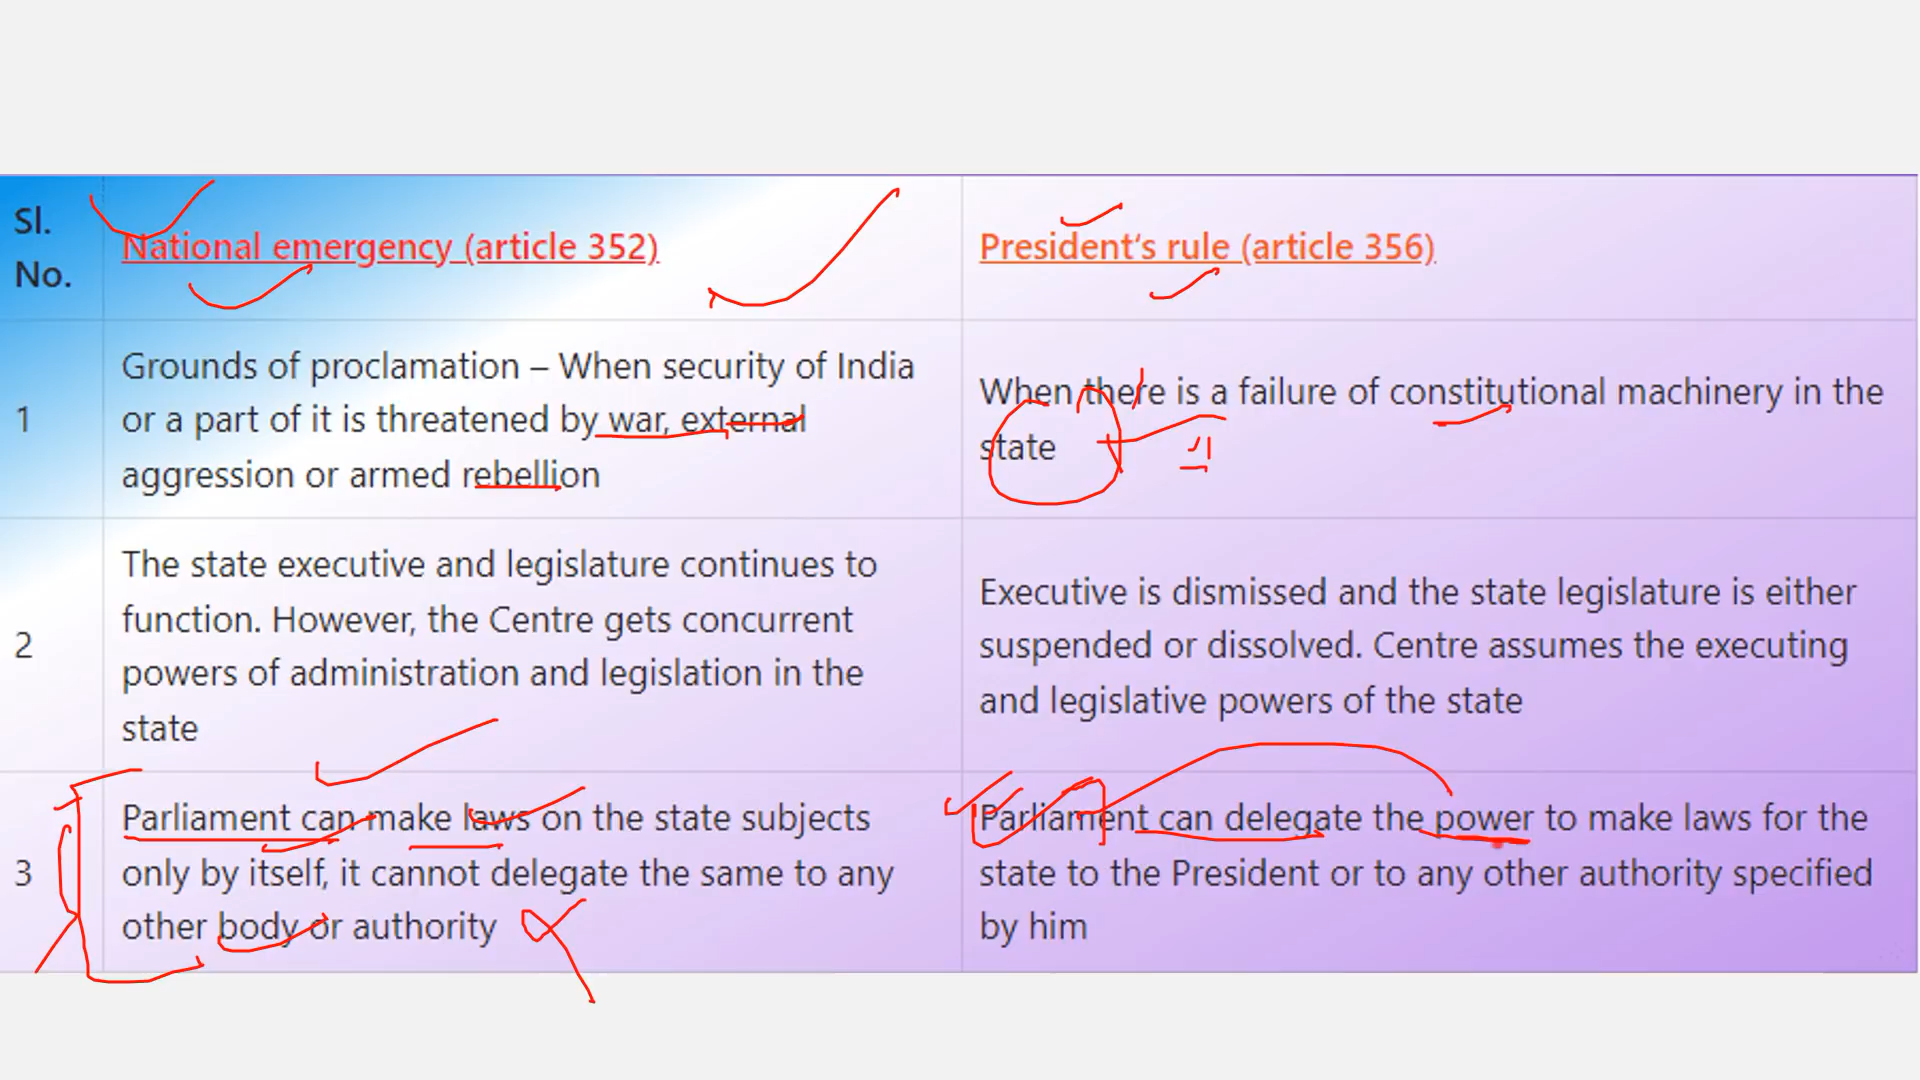 Sl.
No.
National emergency (article 352)
President's rule (article 356)
1
Grounds of proclamation – When security of India
or a part of it is threatened by war, external
aggression or armed rebellion
When there is a failure of constitutional machinery in the
state
2
The state executive and legislature continues to
function. However, the Centre gets concurrent
powers of administration and legislation in the
state
Executive is dismissed and the state legislature is either
suspended or dissolved. Centre assumes the executing
and legislative powers of the state
3
Parliament can make laws on the state subjects
only by itself, it cannot delegate the same to any
other body or authority
Parliament can delegate the power to make laws for the
state to the President or to any other authority specified
by him